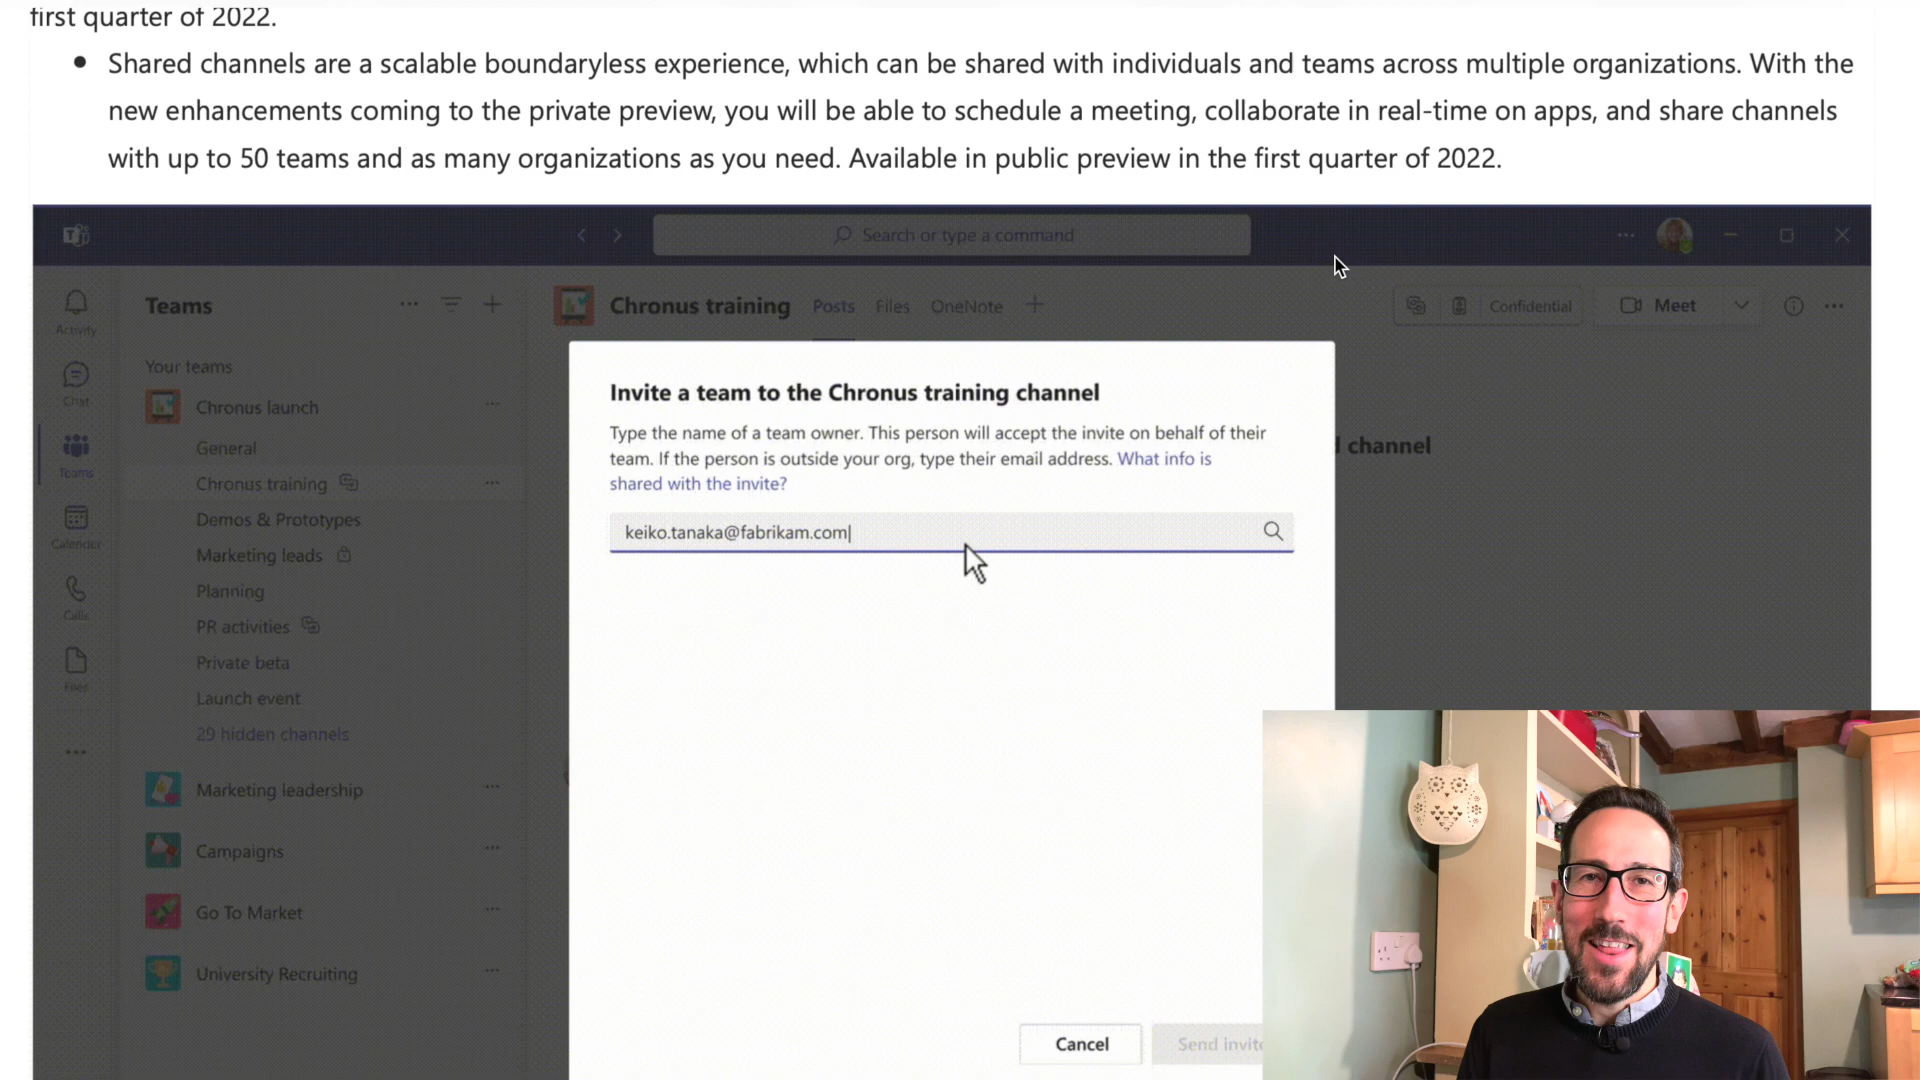 first quarter of 2022.
• Shared channels are a scalable boundaryless experience, which can be shared with individuals and teams across multiple organizations. With the
new enhancements coming to the private preview, you will be able to schedule a meeting, collaborate in real-time on apps, and share channels
with up to 50 teams and as many organizations as you need. Available in public preview in the first quarter of 2022.
Search or type a command
Activity
Chat
Teams
Calendar
Calls
Files
Teams
Your teams
Chronus launch
General
Chronus training
Demos & Prototypes
Marketing leads
Planning
PR activities
Private beta
Launch event
29 hidden channels
Marketing leadership
Campaigns
Go To Market
University Recruiting
Chronus training Posts Files OneNote
Confidential Meet
channel
Invite a team to the Chronus training channel
Type the name of a team owner. This person will accept the invite on behalf of their
team. If the person is outside your org, type their email address. What info is
shared with the invite?
keiko.tanaka@fabrikam.com
Cancel Send invite